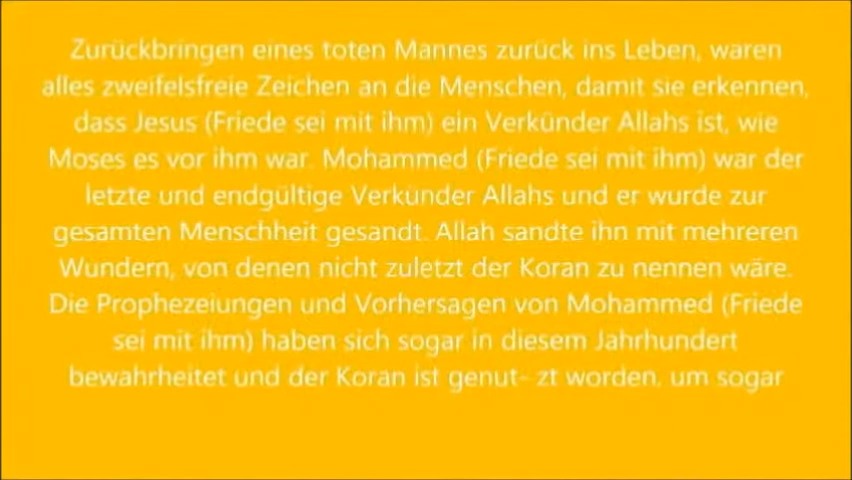 Zurückbringen eines toten Mannes zurück ins Leben, waren
alles zweifelsfreie Zeichen an die Menschen, damit sie erkennen,
dass Jesus (Friede sei mit ihm) ein Verkünder Allahs ist, wie
Moses es vor ihm war. Mohammed (Friede sei mit ihm) war der
letzte und endgültige Verkünder Allahs und er wurde zur
gesamten Menschheit gesandt. Allah sandte ihn mit mehreren
Wundern, von denen nicht zuletzt der Koran zu nennen wäre.
Die Prophezeiungen und Vorhersagen von Mohammed (Friede
sei mit ihm) haben sich sogar in diesem Jahrhundert
bewahrheitet und der Koran ist genut- zt worden, um sogar